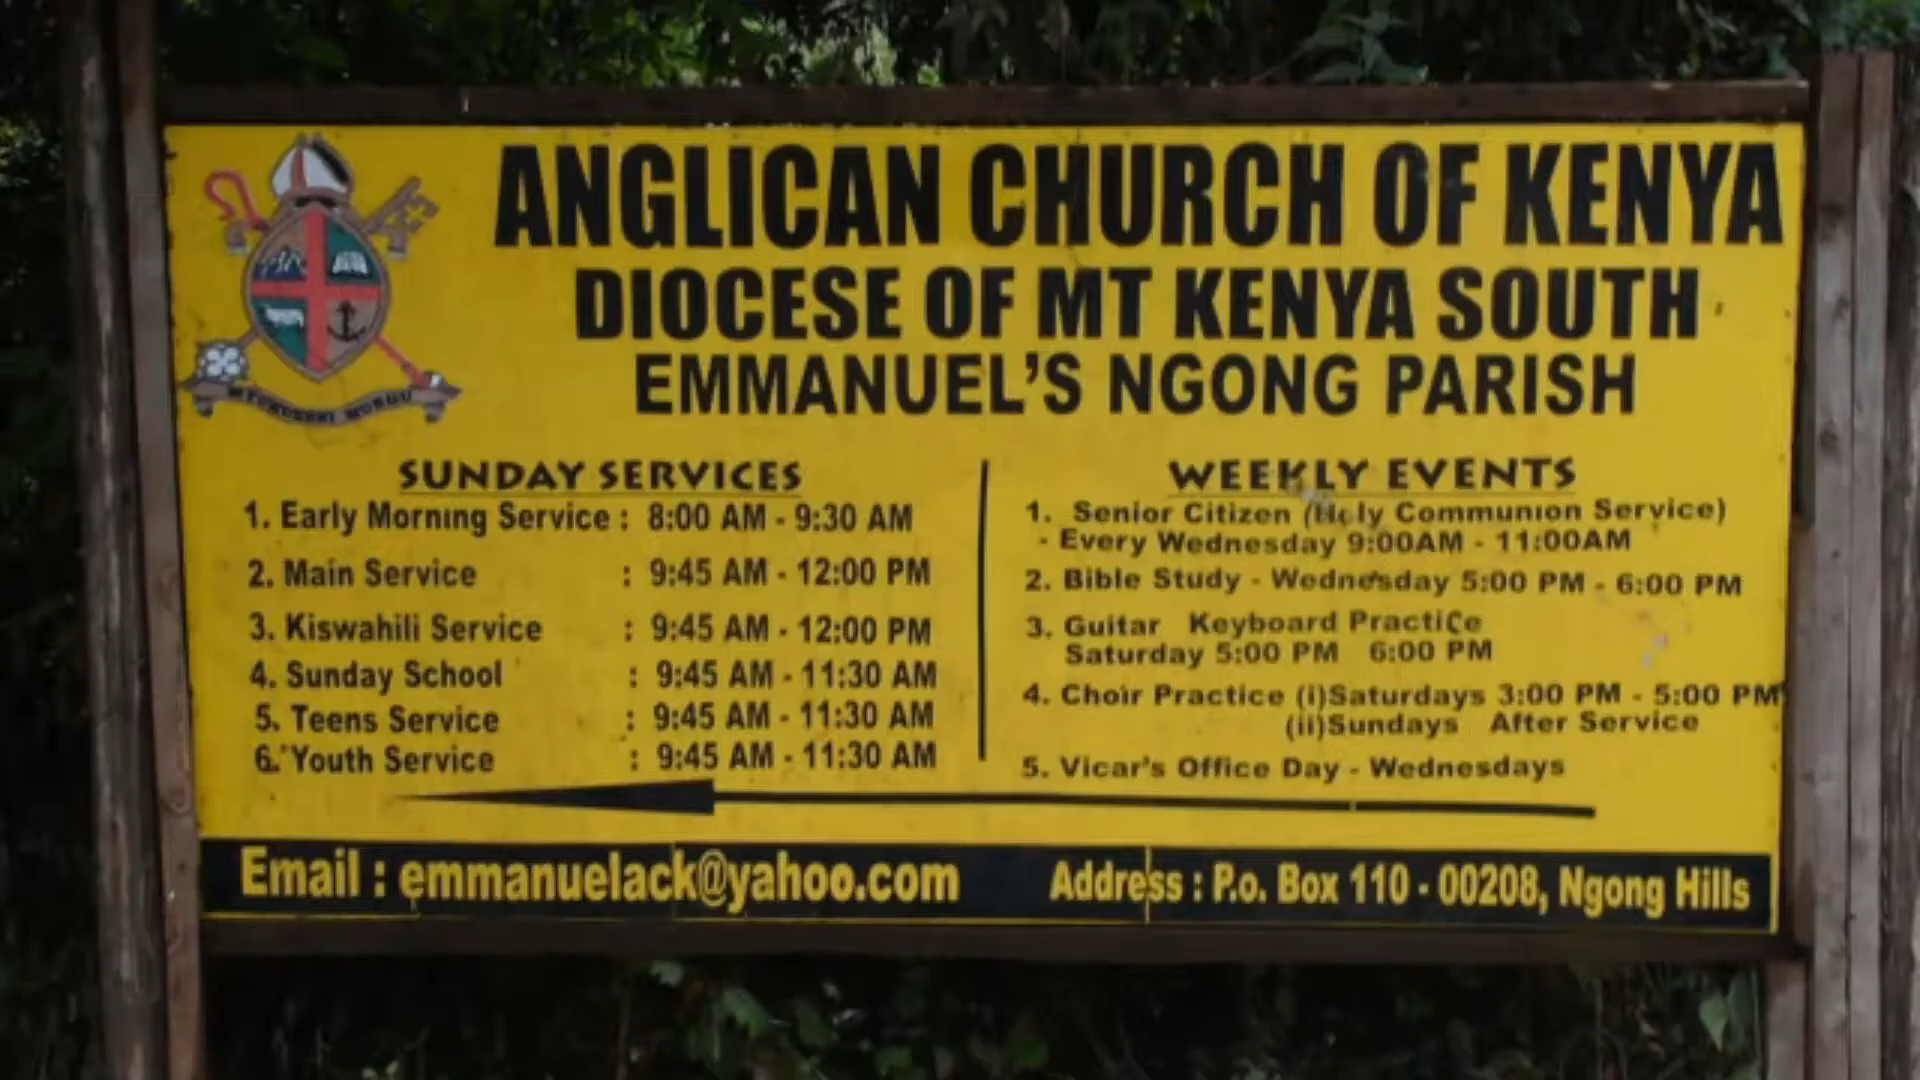 ANGLICAN CHURCH OF KENYA
DIOCESE OF MT KENYA SOUTH
EMMANUEL'S NGONG PARISH
SUNDAY SERVICES
1. Early Morning Service : 8:00 AM - 9:30 AM
2. Main Service : 9:45 AM - 12:00 PM
3. Kiswahili Service : 9:45 AM - 12:00 PM
4. Sunday School : 9:45 AM - 11:30 AM
5. Teens Service : 9:45 AM - 11:30 AM
6. Youth Service : 9:45 AM - 11:30 AM
WEEKLY EVENTS
1. Senior Citizen (Holy Communion Service)
- Every Wednesday 9:00AM - 11:00AM
2. Bible Study - Wednesday 5:00 PM - 6:00 PM
3. Guitar Keyboard Practice
Saturday 5:00 PM 6:00 PM
4. Choir Practice (i)Saturdays 3:00 PM - 5:00 PM
(ii)Sundays After Service
5. Vicar's Office Day - Wednesdays
Email : emmanuelack@yahoo.com
Address : P.o. Box 110 - 00208, Ngong Hills